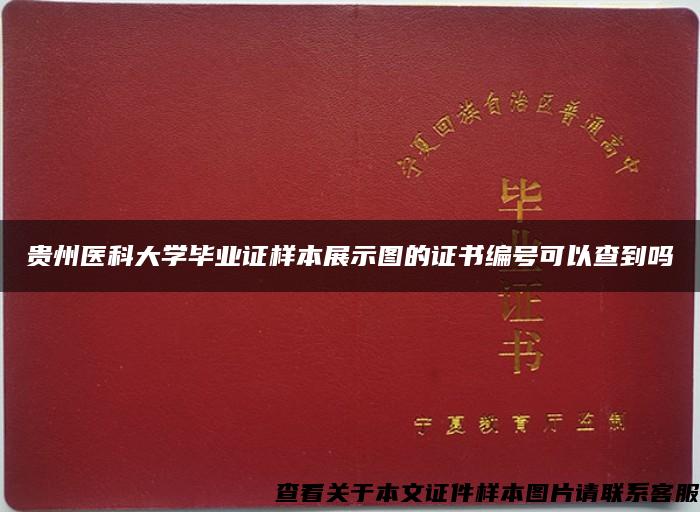 宁夏回族自治区普通高中
毕业证书
贵州医科大学毕业证样本展示图的证书编号可以查到吗
宁夏教育厅监制
查看关于本文证件样本图片请联系客服